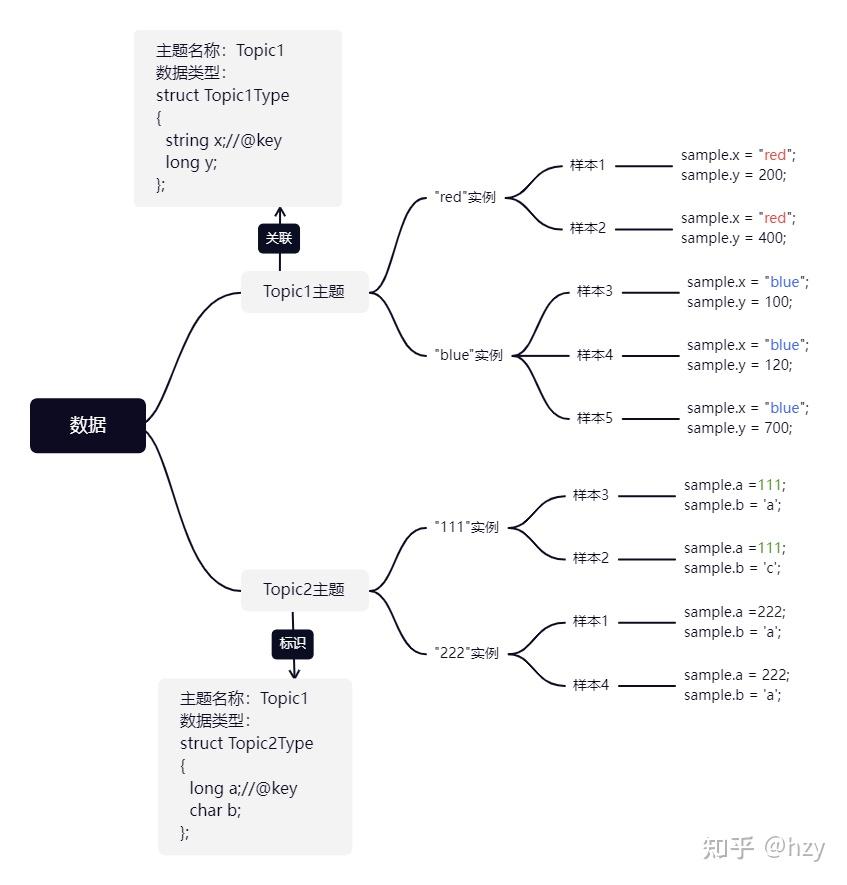 主题名称：Topic1
数据类型：
struct Topic1Type
{
string x;//@key
long y;
};
关联
Topic1主题
"red"实例
样本1
sample.x = "red";
sample.y = 200;
样本2
sample.x = "red";
sample.y = 400;
"blue"实例
样本3
sample.x = "blue";
sample.y = 100;
样本4
sample.x = "blue";
sample.y = 120;
样本5
sample.x = "blue";
sample.y = 700;
数据
Topic2主题
"111"实例
样本3
sample.a =111;
sample.b = 'a';
样本2
sample.a =111;
sample.b = 'c';
"222"实例
样本1
sample.a =222;
sample.b = 'a';
样本4
sample.a = 222;
sample.b = 'a';
标识
主题名称：Topic1
数据类型：
struct Topic2Type
{
long a;//@key
char b;
};
知乎 @hzy